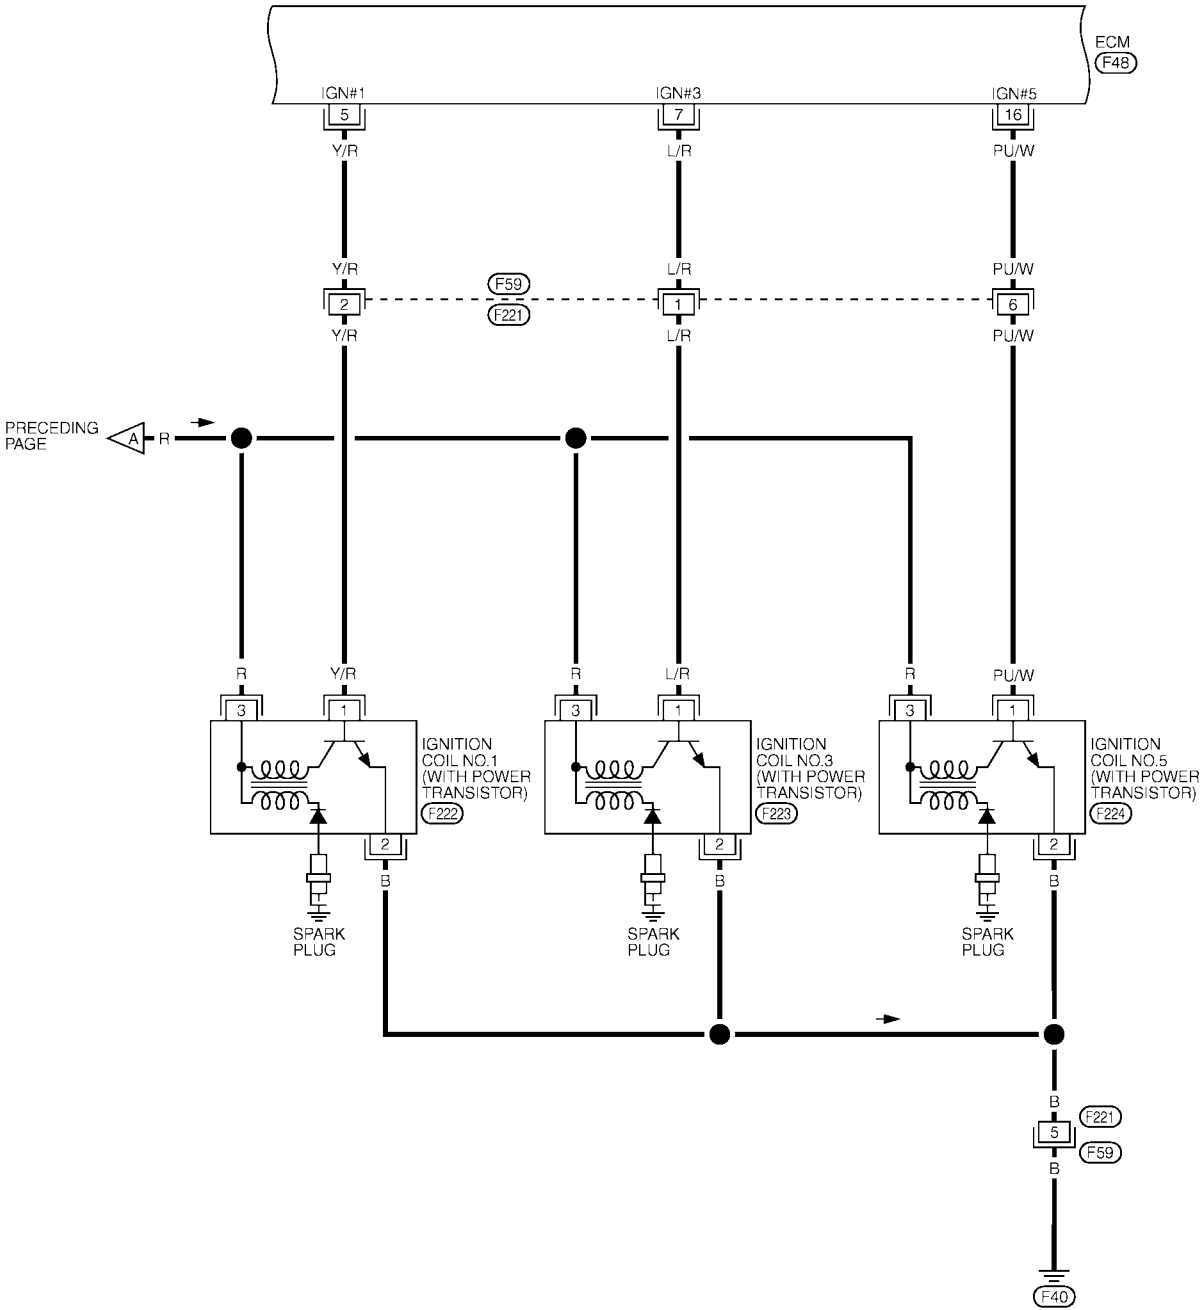 ECM
F48
IGN#1 IGN#3 IGN#5
5 7 16
Y/R L/R PU/W
Y/R L/R PU/W
F59
2 1 6
F221
Y/R L/R PU/W
PRECEDING
PAGE
A R
R Y/R R L/R R PU/W
3 1 3 1 3 1
IGNITION
COIL NO.1
(WITH POWER
TRANSISTOR)
F222
IGNITION
COIL NO.3
(WITH POWER
TRANSISTOR)
F223
IGNITION
COIL NO.5
(WITH POWER
TRANSISTOR)
F224
2 2 2
B B B
SPARK
PLUG
SPARK
PLUG
SPARK
PLUG
B
F221
5
F59
B
F40